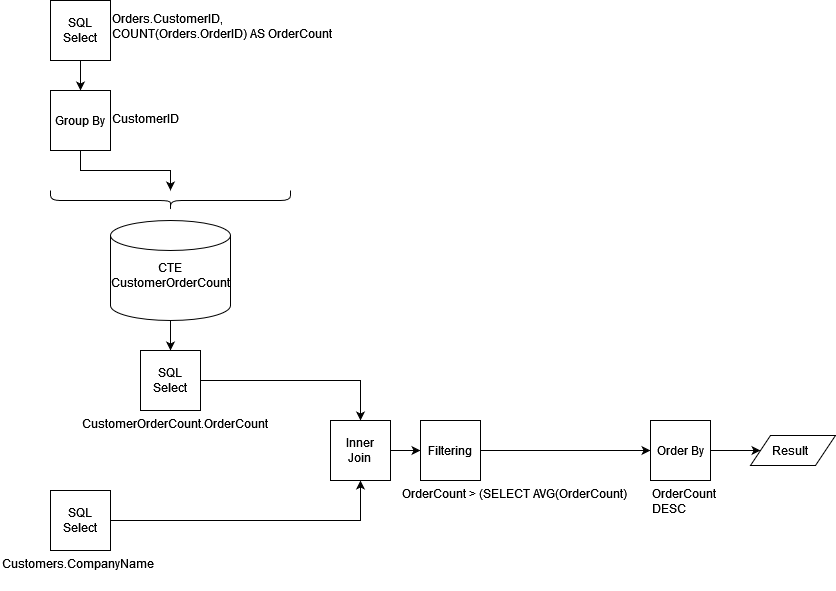 SQL
Select
Orders.CustomerID,
COUNT(Orders.OrderID) AS OrderCount
Group By
CustomerID
CTE
CustomerOrderCount
SQL
Select
CustomerOrderCount.OrderCount
Inner
Join
Filtering
OrderCount > (SELECT AVG(OrderCount)
Order By
OrderCount
DESC
Result
SQL
Select
Customers.CompanyName